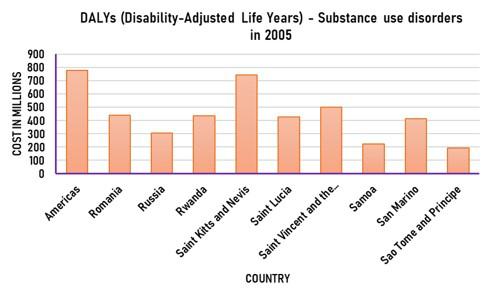 DALYs (Disability-Adjusted Life Years) - Substance use disorders
in 2005
COST IN MILLIONS
900
800
700
600
500
400
300
200
100
0
Americas
Romania
Russia
Rwanda
Saint Kitts and Nevis
Saint Lucia
Saint Vincent and the...
Samoa
San Marino
Sao Tome and Principe
COUNTRY